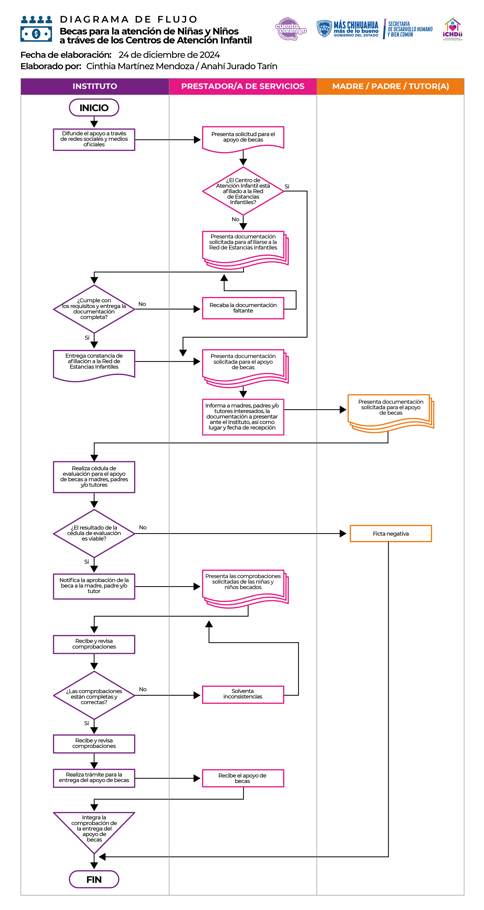 DIAGRAMA DE FLUJO
Becas para la atención de Niñas y Niños
a tráves de los Centros de Atención Infantil
cuenta
conmigo
MÁS CHIHUAHUA
más de lo bueno
GOBIERNO DEL ESTADO
SECRETARÍA
DE DESARROLLO HUMANO
Y BIEN COMÚN
iCHDii
Fecha de elaboración: 24 de diciembre de 2024
Elaborado por: Cinthia Martínez Mendoza / Anahí Jurado Tarín
INSTITUTO
PRESTADOR/A DE SERVICIOS
MADRE / PADRE / TUTOR(A)
INICIO
Difunde el apoyo a través
de redes sociales y medios
oficiales
Presenta solicitud para el
apoyo de becas
¿El Centro de
Atención Infantil está
afiliado a la Red
de Estancias
Infantiles?
Sí
No
Presenta documentación
solicitada para afiliarse a la
Red de Estancias Infantiles
¿Cumple con
los requisitos y entrega la
documentación
completa?
No
Recaba la documentación
faltante
Sí
Entrega constancia de
afiliación a la Red de
Estancias Infantiles
Presenta documentación
solicitada para el apoyo
de becas
Informa a madres, padres y/o
tutores interesados, la
documentación a presentar
ante el Instituto, así como
lugar y fecha de recepción
Presenta documentación
solicitada para el apoyo
de becas
Realiza cédula de
evaluación para el apoyo
de becas a madres, padres
y/o tutores
¿El resultado de la
cédula de evaluación
es viable?
No
Ficta negativa
Sí
Notifica la aprobación de la
beca a la madre, padre y/o
tutor
Presenta las comprobaciones
solicitadas de las niñas y
niños becados
Recibe y revisa
comprobaciones
¿Las comprobaciones
están completas y
correctas?
No
Solventa
inconsistencias
Sí
Recibe y revisa
comprobaciones
Realiza trámite para la
entrega del apoyo de becas
Recibe el apoyo de
becas
Integra la
comprobación de
la entrega del
apoyo de
becas
FIN